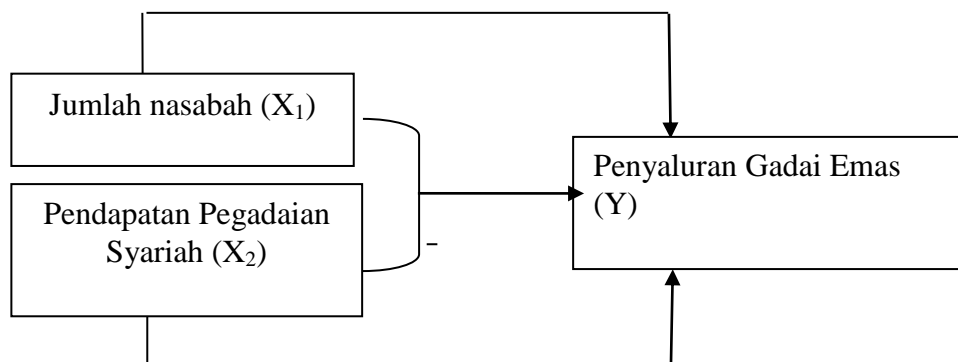 Jumlah nasabah (X₁)
Pendapatan Pegadaian
Syariah (X₂)
Penyaluran Gadai Emas
(Y)